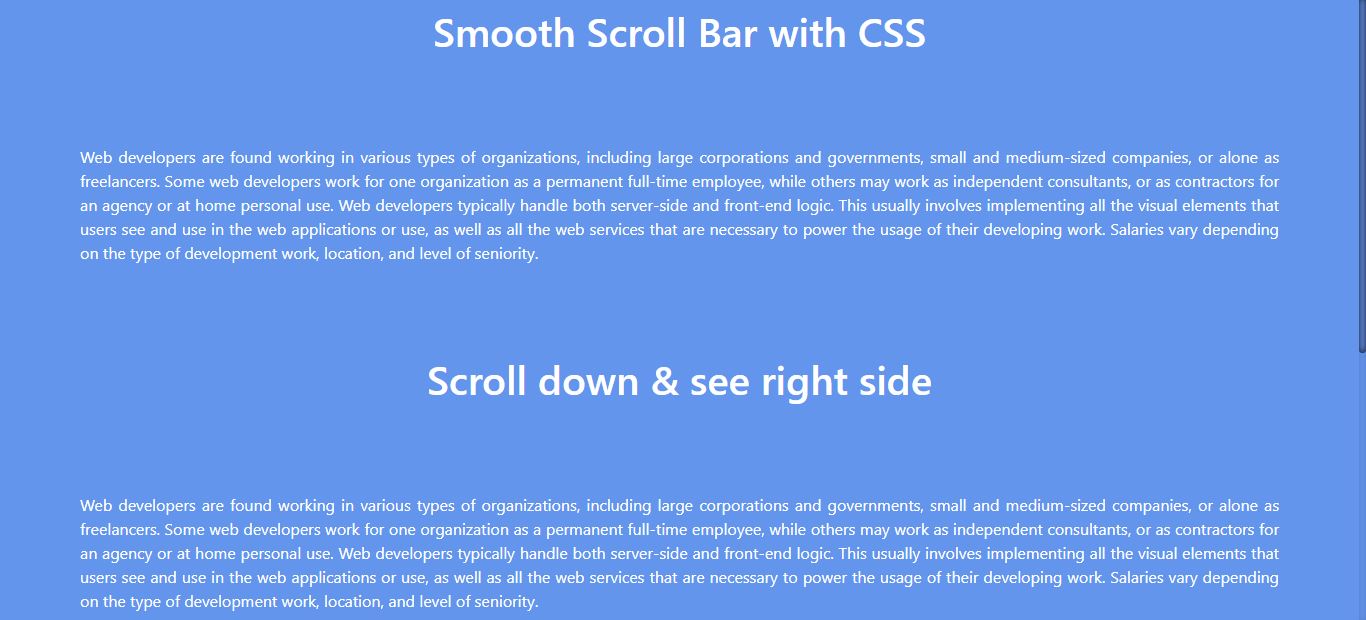 Smooth Scroll Bar with CSS
Web developers are found working in various types of organizations, including large corporations and governments, small and medium-sized companies, or alone as
freelancers. Some web developers work for one organization as a permanent full-time employee, while others may work as independent consultants, or as contractors for
an agency or at home personal use. Web developers typically handle both server-side and front-end logic. This usually involves implementing all the visual elements that
users see and use in the web applications or use, as well as all the web services that are necessary to power the usage of their developing work. Salaries vary depending
on the type of development work, location, and level of seniority.
Scroll down & see right side
Web developers are found working in various types of organizations, including large corporations and governments, small and medium-sized companies, or alone as
freelancers. Some web developers work for one organization as a permanent full-time employee, while others may work as independent consultants, or as contractors for
an agency or at home personal use. Web developers typically handle both server-side and front-end logic. This usually involves implementing all the visual elements that
users see and use in the web applications or use, as well as all the web services that are necessary to power the usage of their developing work. Salaries vary depending
on the type of development work, location, and level of seniority.